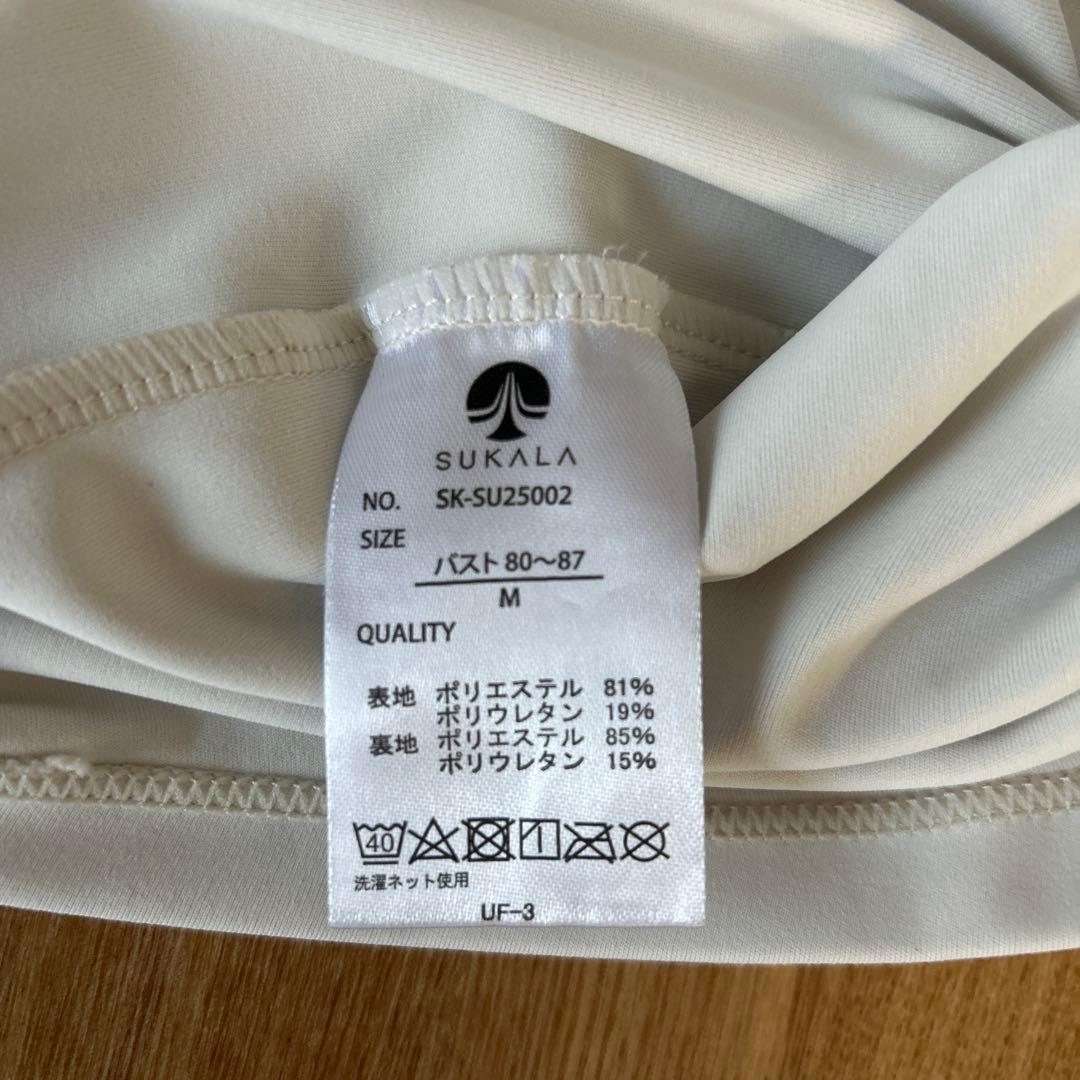 SUKALA
NO. SK-SU25002
SIZE
バスト80〜87
M
QUALITY
表地 ポリエステル 81%
ポリウレタン 19%
裏地 ポリエステル 85%
ポリウレタン 15%
40
洗濯ネット使用
UF-3